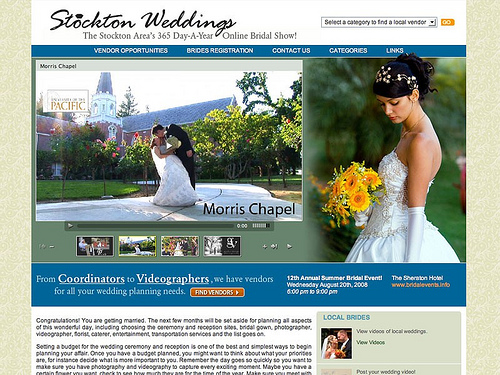 Stockton Weddings
The Stockton Area's 365 Day-A-Year Online Bridal Show!
Select a category to find a local vendor
GO
VENDOR OPPORTUNITIES BRIDES REGISTRATION CONTACT US CATEGORIES LINKS
Morris Chapel
UNIVERSITY OF THE
PACIFIC
Morris Chapel
0:00
From Coordinators to Videographers, we have vendors
for all your wedding planning needs. FIND VENDORS
12th Annual Summer Bridal Event!
Wednesday August 20th, 2008
6:00 pm to 9:00 pm
The Sheraton Hotel
www.bridalevents.info
Congratulations! You are getting married. The next few months will be set aside for planning all aspects
of this wonderful day, including choosing the ceremony and reception sites, bridal gown, photographer,
videographer, florist, caterer, entertainment, transportation services and the list goes on.
Setting a budget for the wedding ceremony and reception is one of the best and simplest ways to begin
planning your affair. Once you have a budget planned, you might want to think about what your priorities
are, for instance decide what is more important to you. Remember the day goes so quickly so you want to
make sure you have photography and videography to capture every exciting moment. Maybe you have a
certain flower you want, check to see how much they are for the time of the year. Make sure you meet with
LOCAL BRIDES
View videos of local weddings.
View Videos
Post your wedding video!